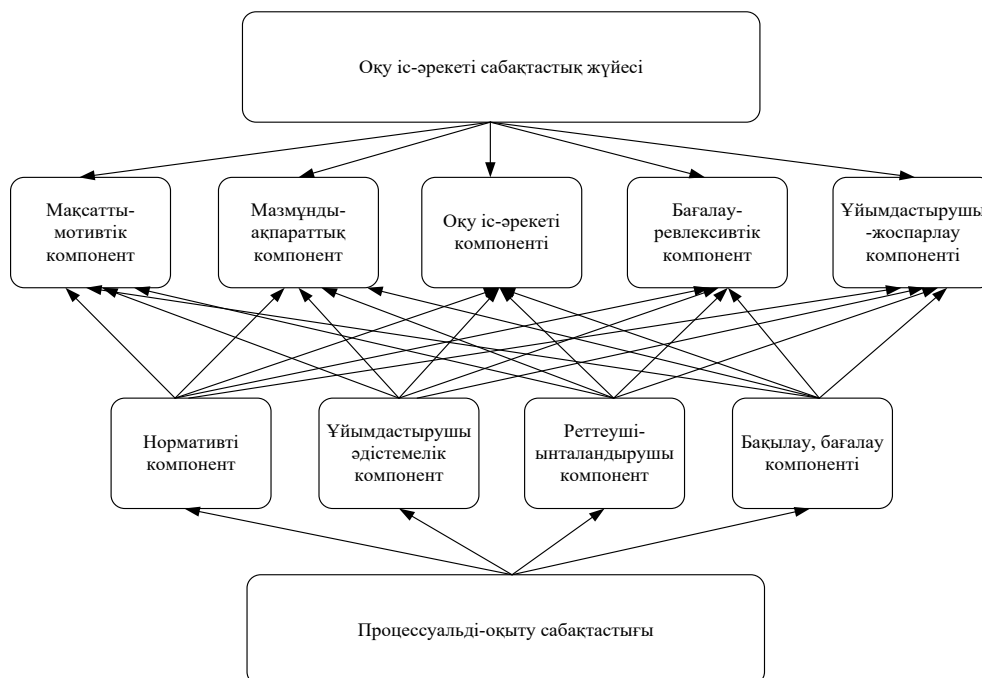 Оқу іс-әрекеті сабақтастық жүйесі
Мақсатты-
мотивтік
компонент
Мазмұнды-
ақпараттық
компонент
Оқу іс-әрекеті
компоненті
Бағалау-
ревлексивтік
компонент
Ұйымдастырушы
-жоспарлау
компоненті
Нормативті
компонент
Ұйымдастырушы
әдістемелік
компонент
Реттеуші-
ынталандырушы
компонент
Бақылау, бағалау
компоненті
Процессуальді-оқыту сабақтастығы